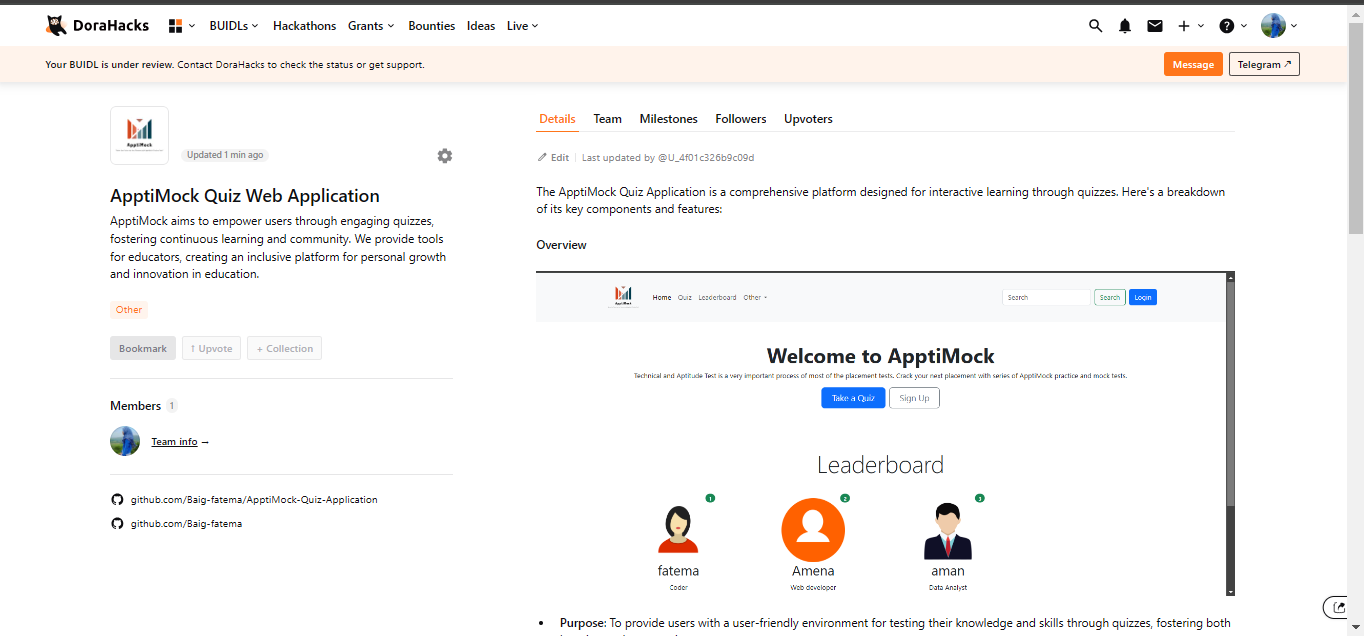 DoraHacks BUIDLs Hackathons Grants Bounties Ideas Live
Your BUIDL is under review. Contact DoraHacks to check the status or get support. Message Telegram ↗
ApptiMock
Updated 1 min ago
ApptiMock Quiz Web Application
ApptiMock aims to empower users through engaging quizzes,
fostering continuous learning and community. We provide tools
for educators, creating an inclusive platform for personal growth
and innovation in education.
Other
Bookmark ↑ Upvote + Collection
Members 1
Team info →
github.com/Baig-fatema/ApptiMock-Quiz-Application
github.com/Baig-fatema
Details Team Milestones Followers Upvoters
Edit Last updated by @U_4f01c326b9c09d
The ApptiMock Quiz Application is a comprehensive platform designed for interactive learning through quizzes. Here's a breakdown
of its key components and features:
Overview
ApptiMock Home Quiz Leaderboard Other Search Search Login
Welcome to ApptiMock
Technical and Aptitude Test is a very important process of most of the placement tests. Crack your next placement with series of ApptiMock practice and mock tests.
Take a Quiz Sign Up
Leaderboard
1 2 3
fatema Amena aman
Coder Web developer Data Analyst
• Purpose: To provide users with a user-friendly environment for testing their knowledge and skills through quizzes, fostering both